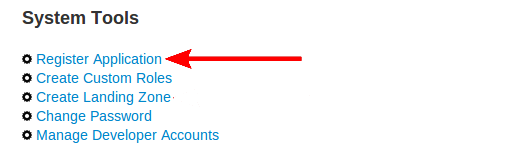 System Tools
Register Application
Create Custom Roles
Create Landing Zone
Change Password
Manage Developer Accounts